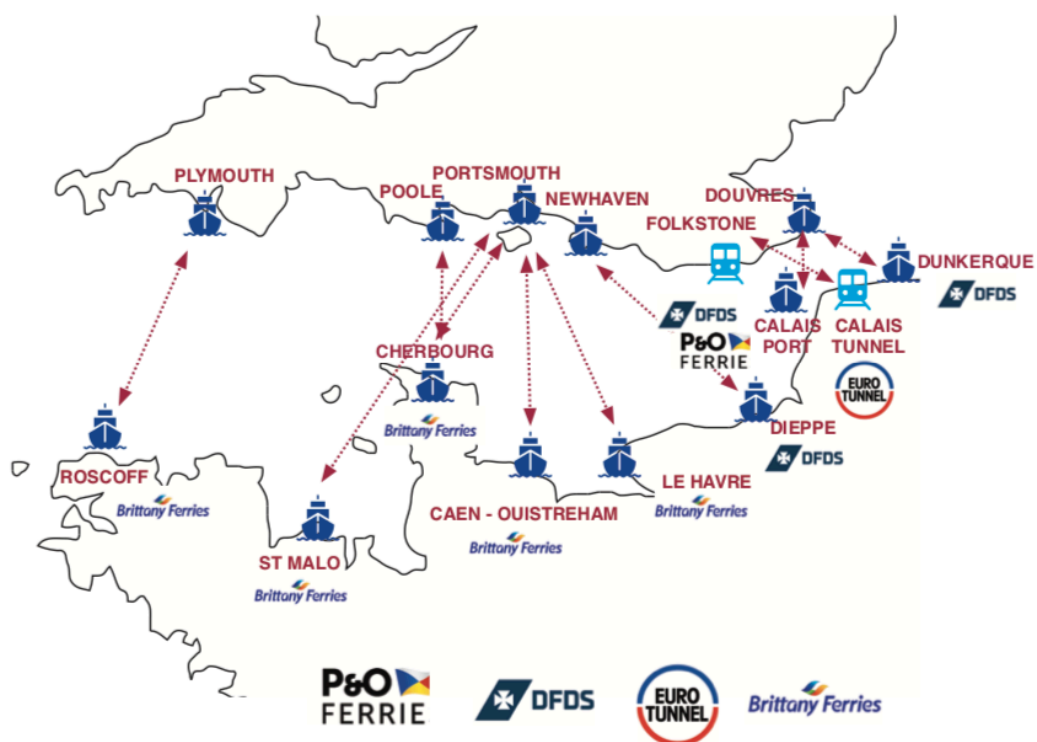 PLYMOUTH
PORTSMOUTH
POOLE
NEWHAVEN
DOUVRES
FOLKSTONE
DUNKERQUE
DFDS
DFDS
P&O
FERRIE
CALAIS
PORT
CALAIS
TUNNEL
EURO
TUNNEL
CHERBOURG
Brittany Ferries
DIEPPE
DFDS
ROSCOFF
Brittany Ferries
LE HAVRE
Brittany Ferries
CAEN - OUISTREHAM
Brittany Ferries
ST MALO
Brittany Ferries
P&O
FERRIE
DFDS
EURO
TUNNEL
Brittany Ferries